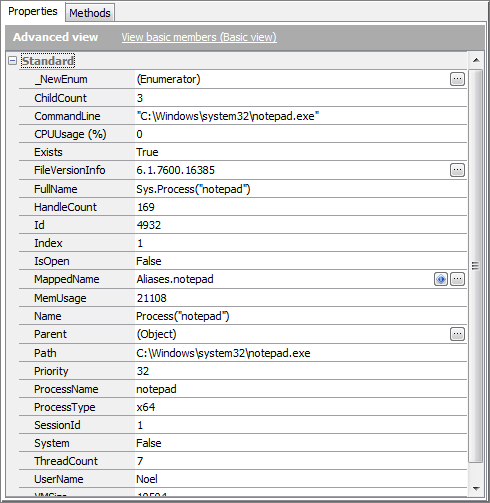 Properties Methods
Advanced view View basic members (Basic view)
Standard
_NewEnum (Enumerator) ...
ChildCount 3
CommandLine "C:\Windows\system32\notepad.exe"
CPUUsage (%) 0
Exists True
FileVersionInfo 6.1.7600.16385 ...
FullName Sys.Process("notepad")
HandleCount 169
Id 4932
Index 1
IsOpen False
MappedName Aliases.notepad ...
MemUsage 21108
Name Process("notepad")
Parent (Object) ...
Path C:\Windows\system32\notepad.exe
Priority 32
ProcessName notepad
ProcessType x64
SessionId 1
System False
ThreadCount 7
UserName Noel